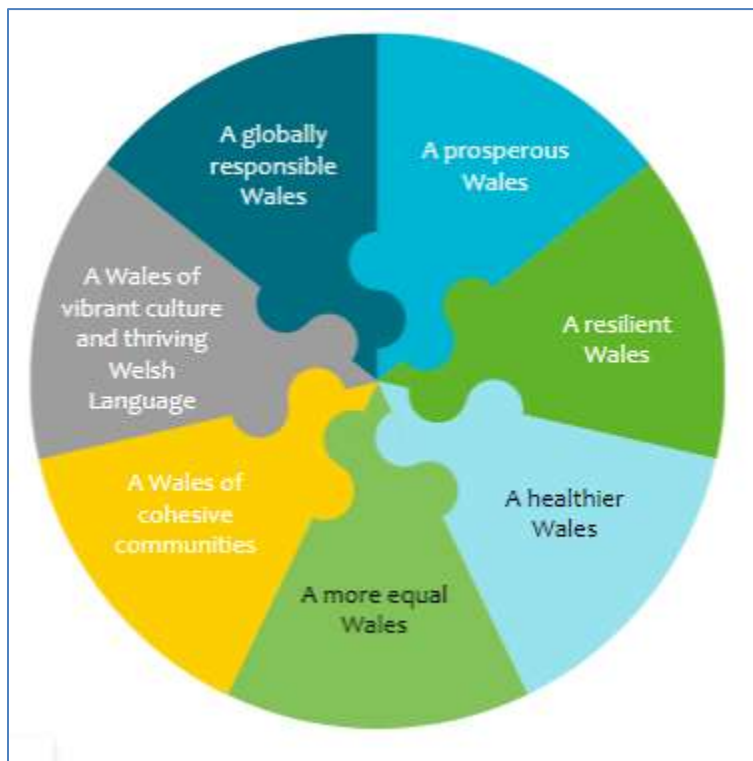 A prosperous
Wales
A resilient
Wales
A healthier
Wales
A more equal
Wales
A Wales of
cohesive
communities
A Wales of
vibrant culture
and thriving
Welsh
Language
A globally
responsible
Wales